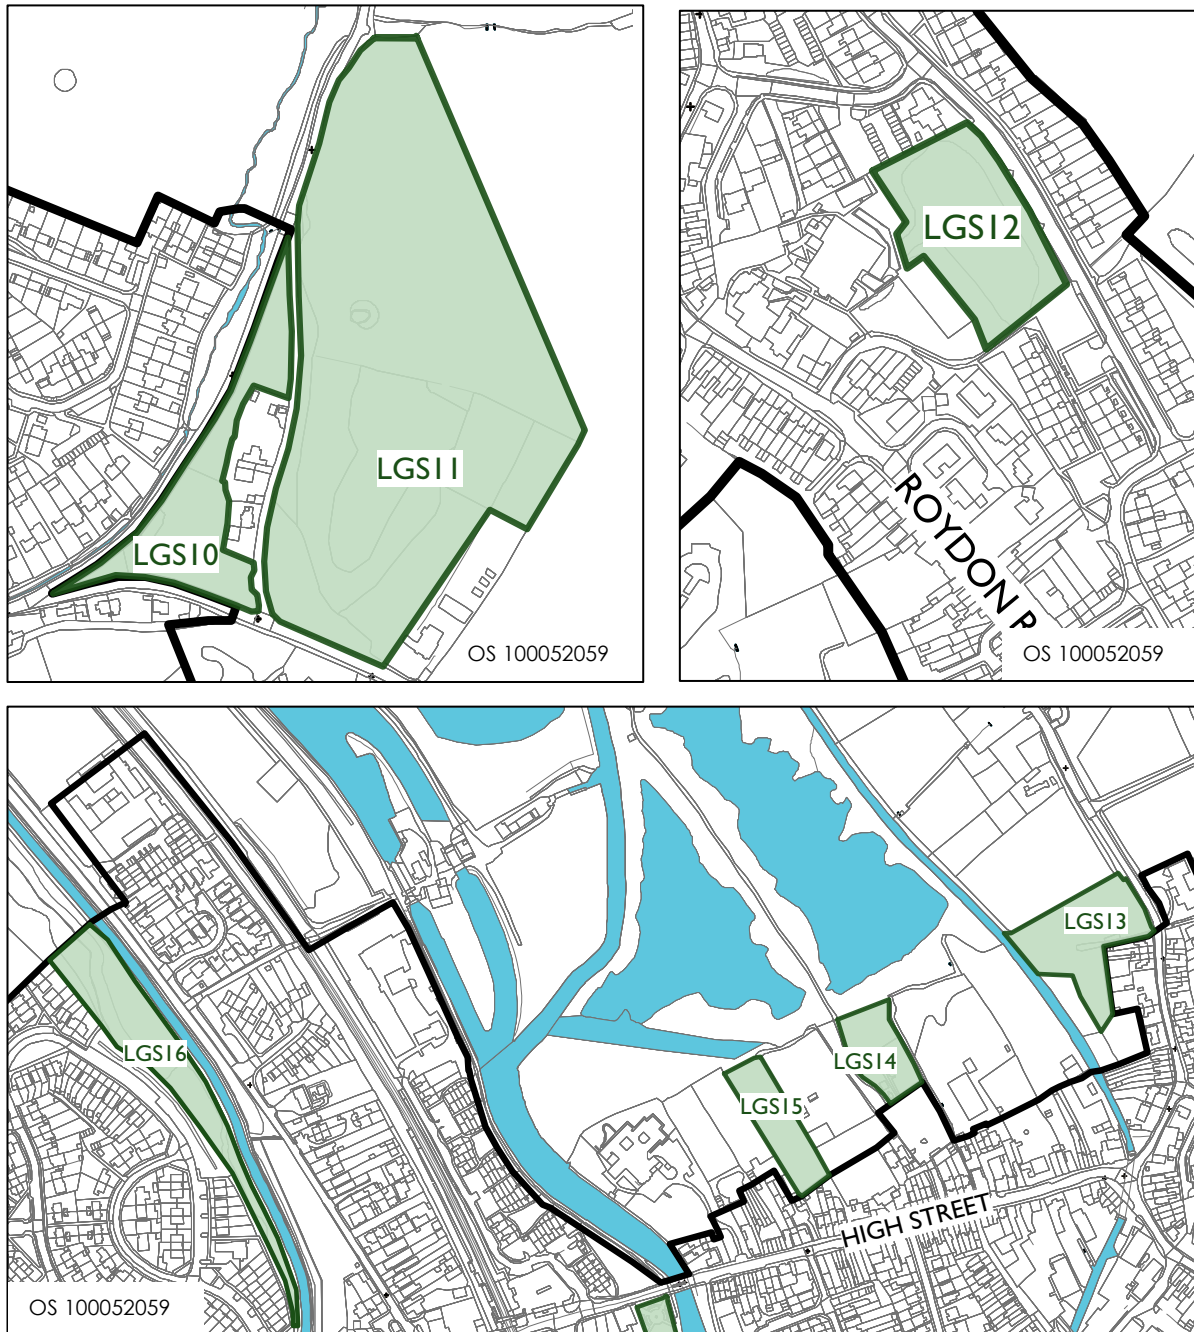 LGS11
LGS10
OS 100052059
LGS12
ROYDON R
OS 100052059
LGS13
LGS16
LGS14
LGS15
HIGH STREET
OS 100052059